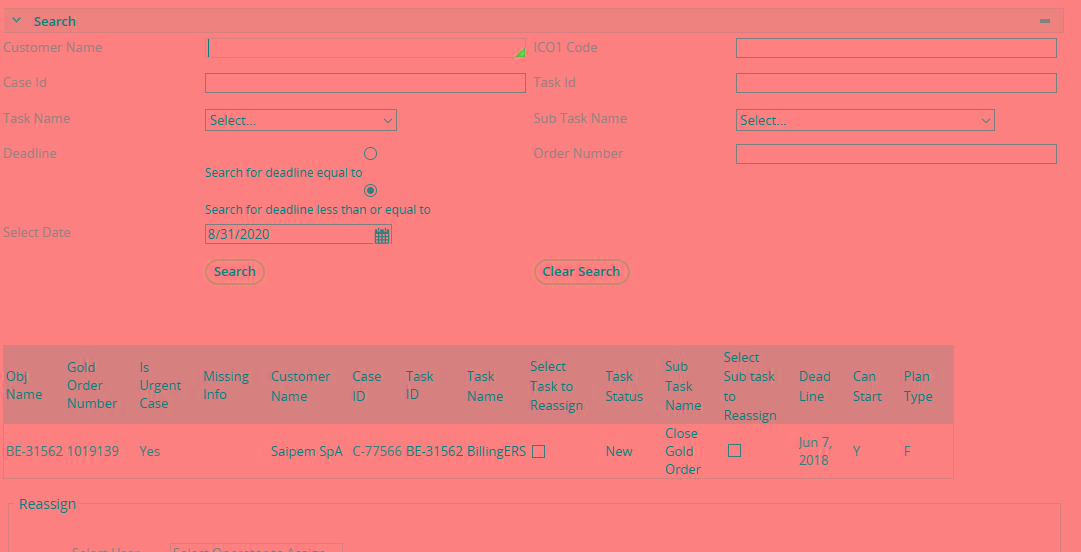 Search
Customer Name
ICO1 Code
Case Id
Task Id
Task Name
Select...
Sub Task Name
Select...
Deadline
Order Number
Search for deadline equal to
Search for deadline less than or equal to
Select Date
8/31/2020
Search
Clear Search
Obj Name
Gold Order Number
Is Urgent Case
Missing Info
Customer Name
Case ID
Task ID
Task Name
Select Task to Reassign
Task Status
Sub Task Name
Select Sub task to Reassign
Dead Line
Can Start
Plan Type
BE-31562 1019139 Yes Saipem SpA C-77566 BE-31562 BillingERS New Close Gold Order Jun 7, 2018 Y F
Reassign
Select User
Select Operator to Assign